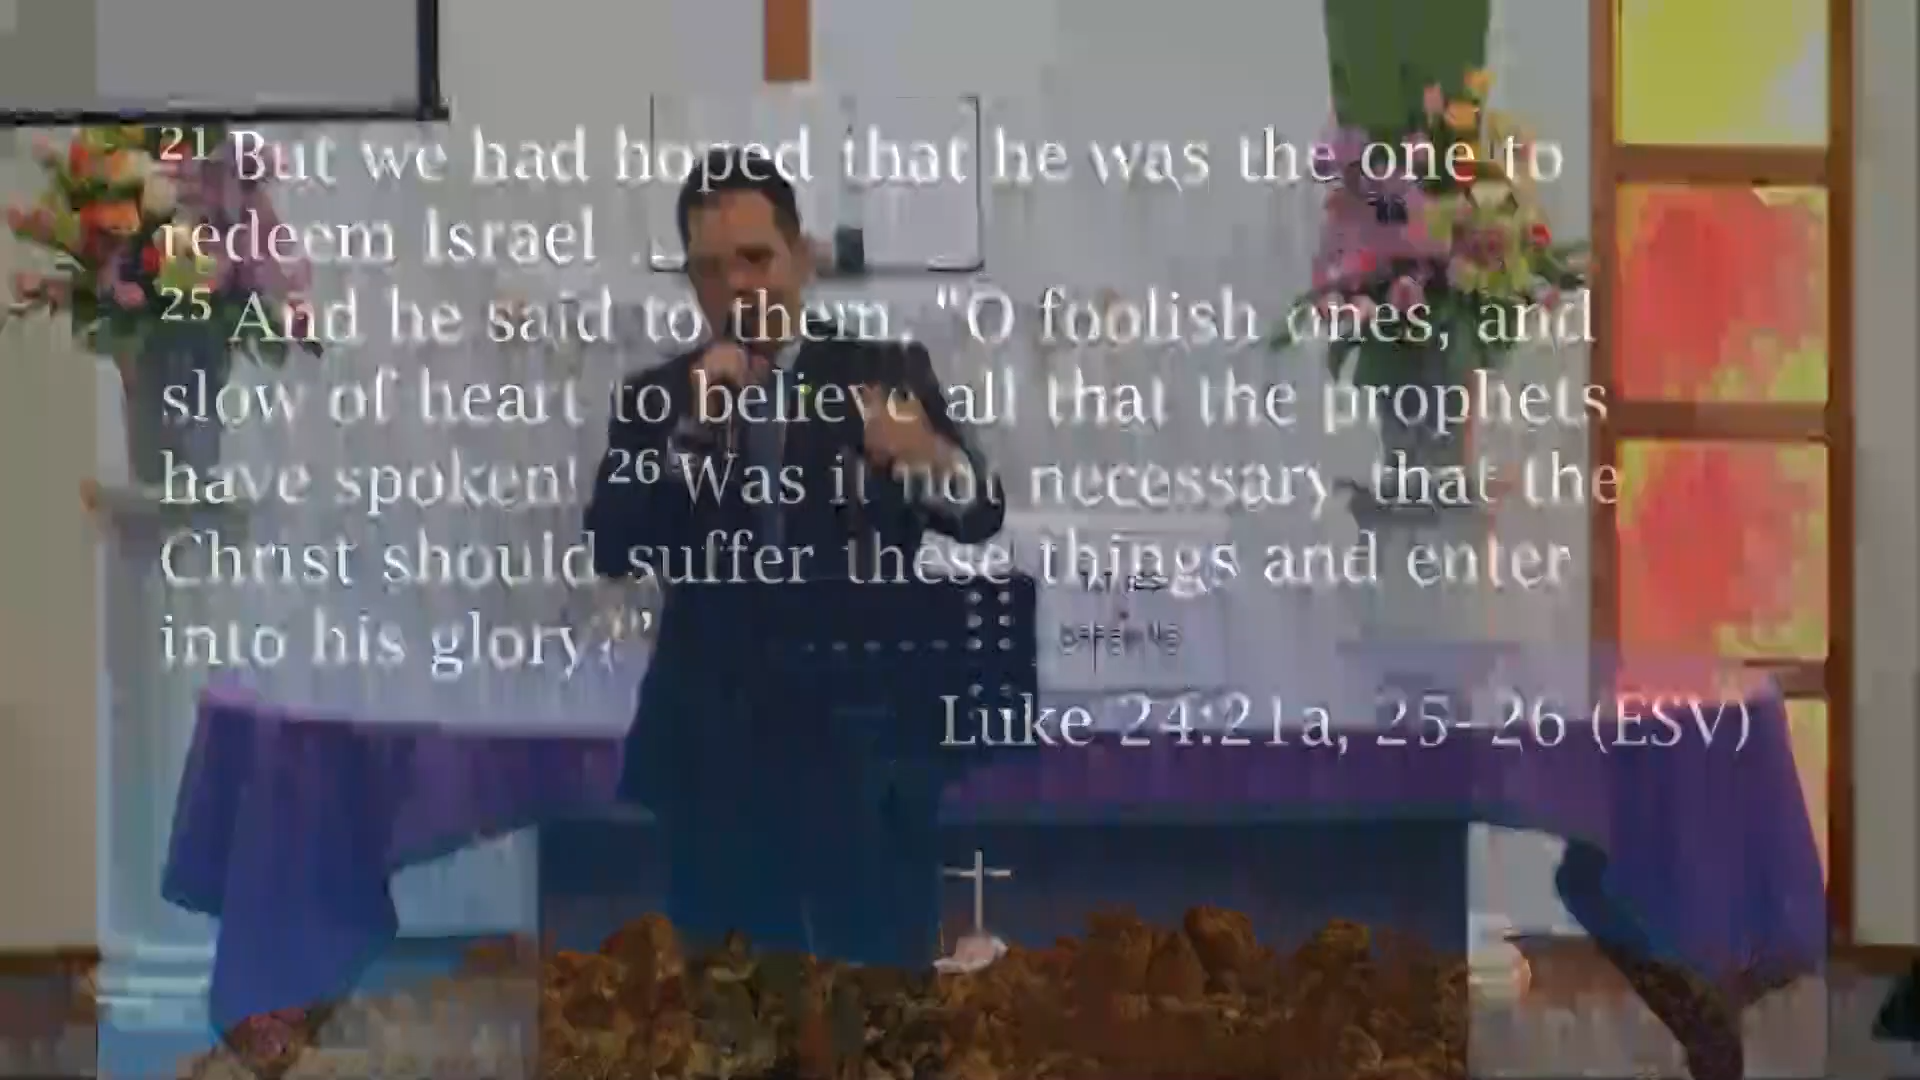 21 But we had hoped that he was the one to
redeem Israel ...
25 And he said to them, "O foolish ones, and
slow of heart to believe all that the prophets
have spoken! 26 Was it not necessary that the
Christ should suffer these things and enter
into his glory?"
Luke 24:21a, 25-26 (ESV)